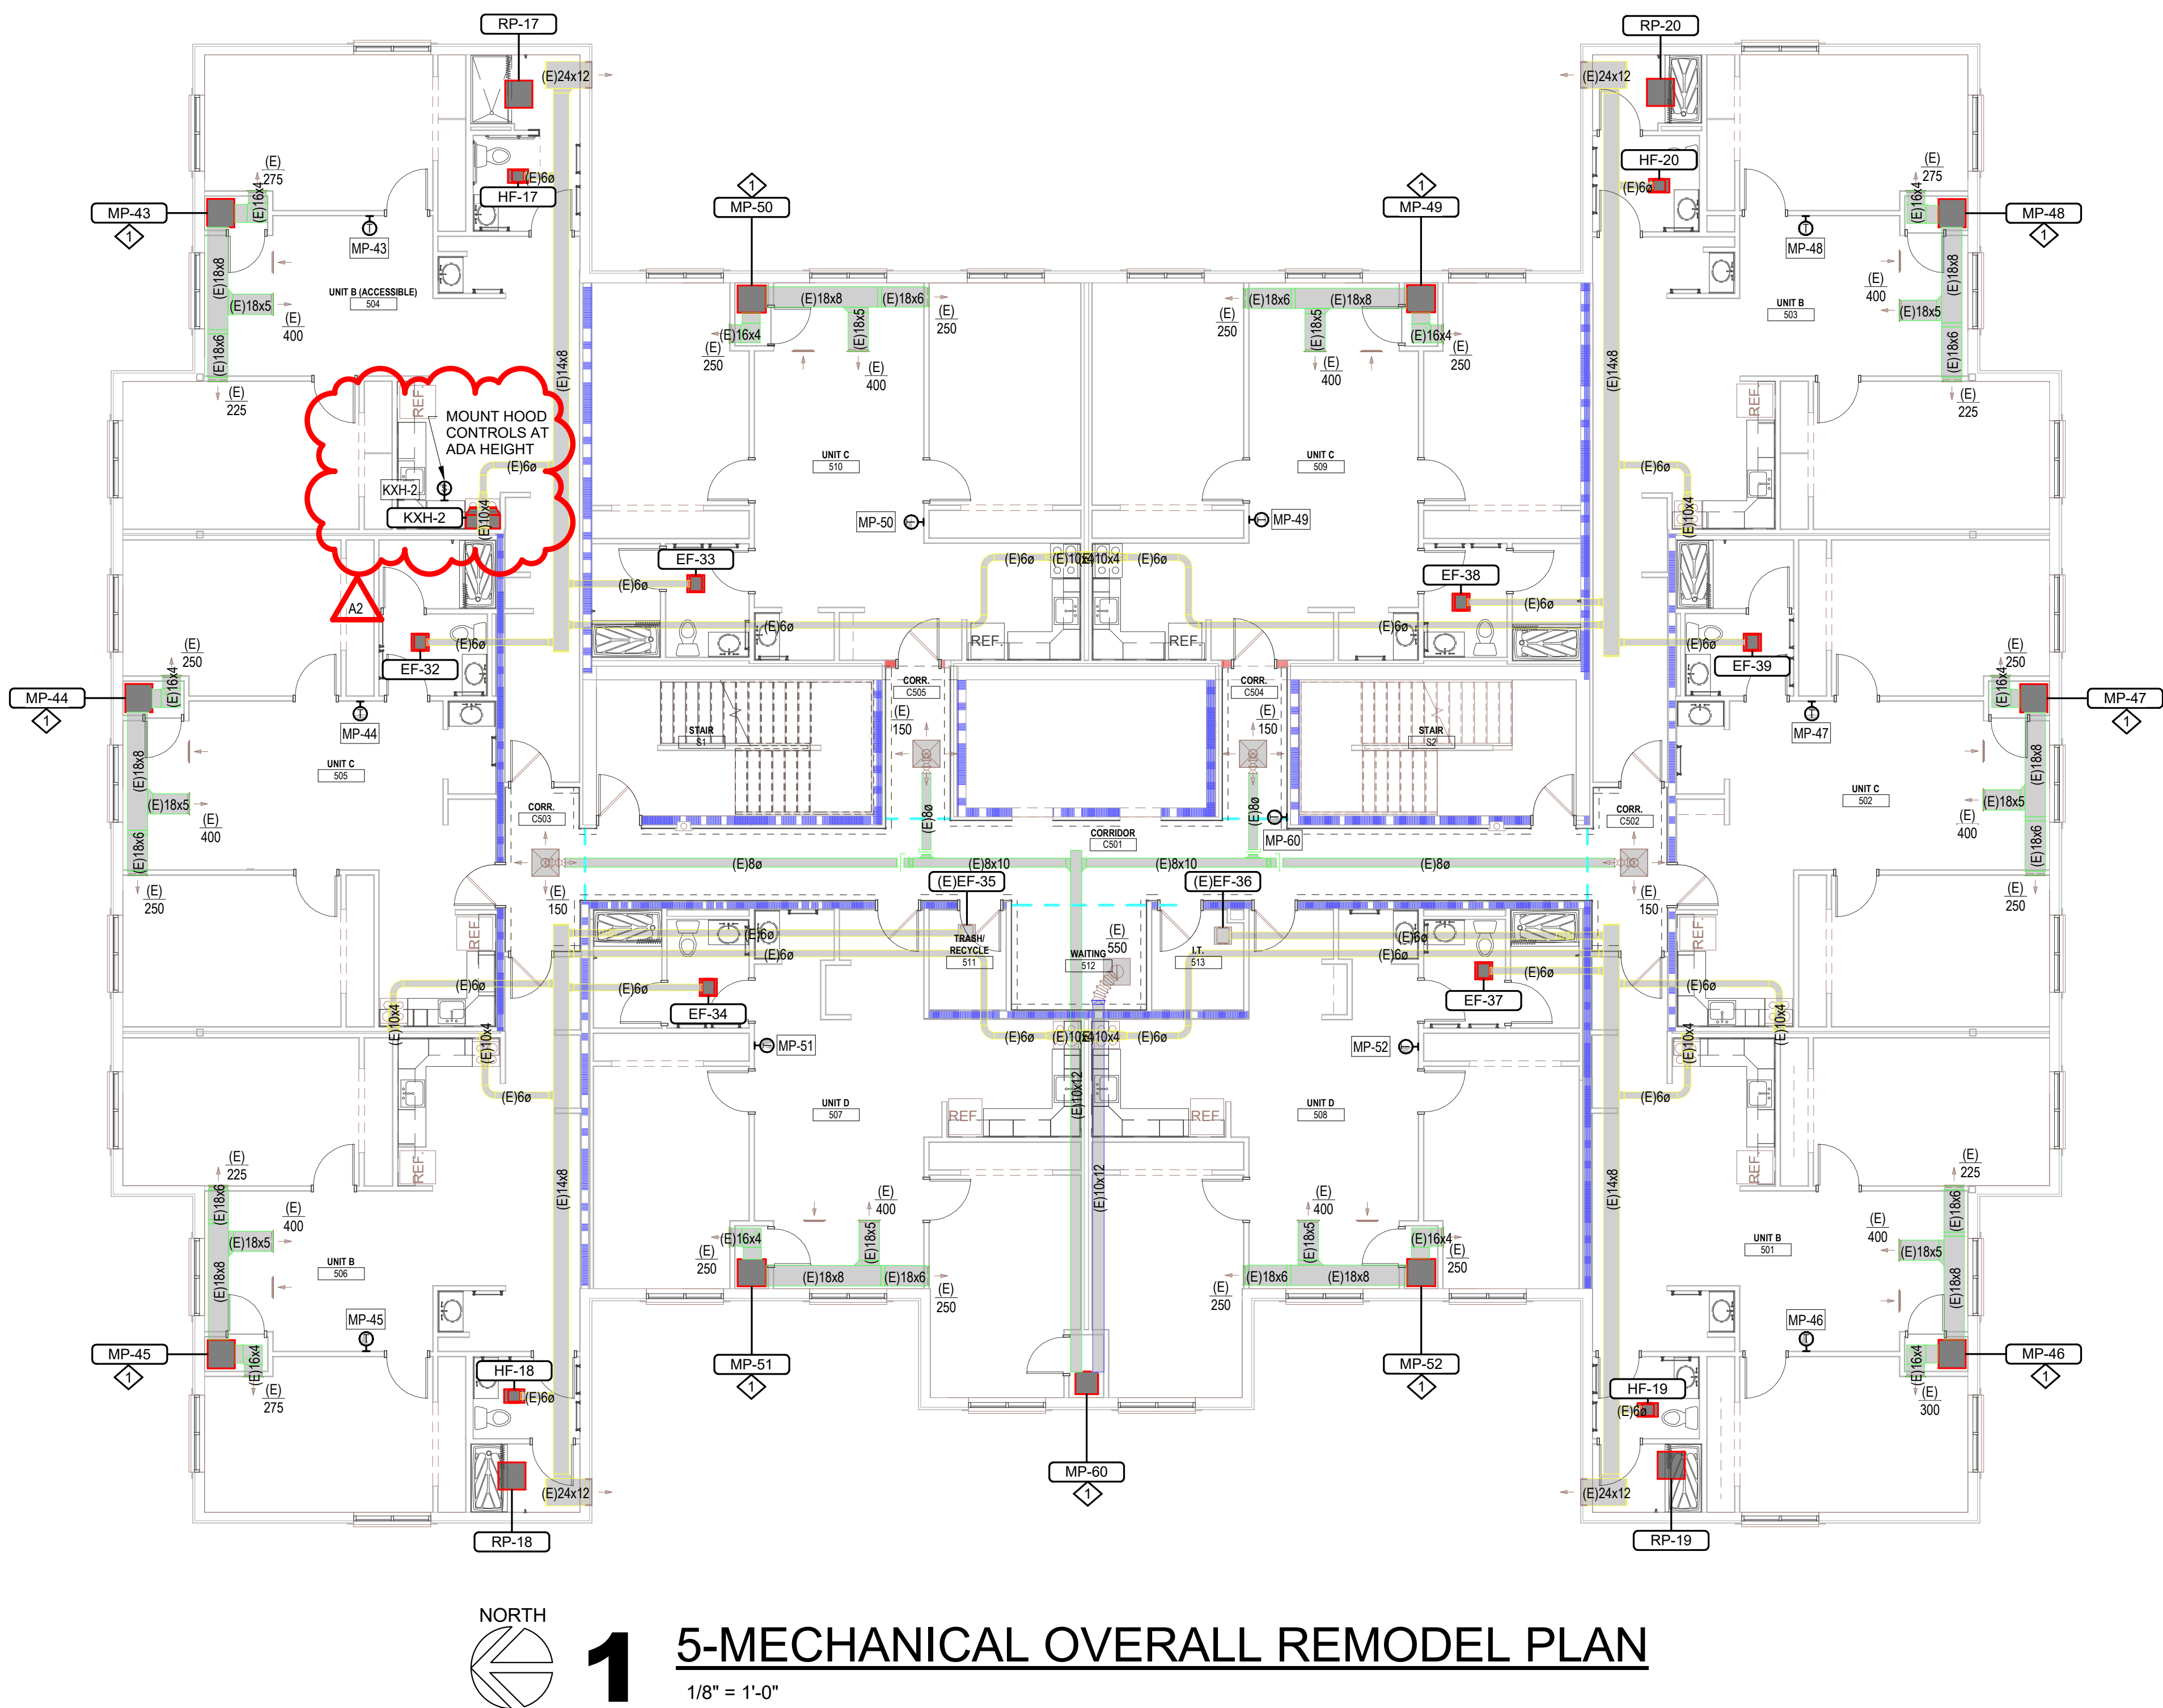 RP-17
RP-20
(E)24x12
(E)24x12
HF-20
(E)
275
(E)16x4
(E)6ø
HF-17
(E)6ø
(E)
275
(E)16x4
MP-43
1
MP-43
1
MP-50
1
MP-49
MP-48
MP-48
1
(E)18x8
UNIT B (ACCESSIBLE)
504
(E)18x5
(E)
400
(E)18x6
(E)
225
(E)18x8
(E)18x6
(E)
250
(E)16x4
(E)
250
(E)18x5
(E)
400
(E)18x6
(E)18x8
(E)
250
(E)18x5
(E)
400
(E)16x4
(E)
250
(E)18x8
UNIT B
503
(E)
400
(E)18x5
(E)18x6
(E)
225
(E)14x8
(E)14x8
REF.
MOUNT HOOD
CONTROLS AT
ADA HEIGHT
(E)6ø
KXH-2
$
KXH-2
(E)10x4
A2
UNIT C
510
UNIT C
509
MP-50
MP-49
REF.
(E)6ø
(E)10x4
EF-33
(E)6ø
(E)6ø
(E)10x4
(E)10x4
(E)6ø
EF-38
(E)6ø
(E)6ø
REF.
REF.
(E)6ø
EF-32
(E)6ø
(E)6ø
EF-39
(E)
250
(E)16x4
MP-44
1
MP-44
UNIT C
505
(E)18x8
(E)18x5
(E)
400
(E)18x6
(E)
250
STAIR
S1
CORR.
C505
(E)
150
CORR.
C504
(E)
150
STAIR
S2
(E)
250
(E)16x4
MP-47
1
MP-47
UNIT C
502
(E)18x8
(E)18x5
(E)
400
(E)18x6
(E)
250
CORR.
C503
(E)
150
(E)8ø
(E)8ø
MP-60
CORRIDOR
C501
CORR.
C502
(E)
150
(E)8ø
(E)8x10
(E)8x10
(E)8ø
(E)EF-35
(E)EF-36
(E)6ø
(E)6ø
TRASH/
RECYCLE
511
(E)
550
WAITING
512
I.T.
513
(E)6ø
(E)6ø
REF.
REF.
(E)6ø
(E)6ø
EF-34
(E)6ø
EF-37
(E)6ø
(E)10x4
(E)10x4
(E)6ø
(E)6ø
(E)10x4
(E)10x4
(E)6ø
(E)10x4
(E)10x4
(E)6ø
MP-51
MP-52
(E)10x12
UNIT D
507
UNIT D
508
REF.
REF.
REF.
REF.
(E)10x12
(E)14x8
(E)14x8
(E)
225
(E)18x6
(E)
400
(E)18x5
(E)18x8
UNIT B
506
MP-45
MP-45
1
(E)16x4
(E)
275
(E)16x4
(E)
250
(E)
400
(E)18x5
(E)18x8
(E)18x6
(E)
250
(E)
400
(E)18x5
(E)16x4
(E)
250
(E)18x6
(E)18x8
(E)
250
(E)
225
(E)18x6
(E)
400
(E)18x5
(E)18x8
UNIT B
501
MP-46
MP-46
1
(E)16x4
(E)
300
MP-51
1
MP-52
1
HF-18
(E)6ø
HF-19
(E)6ø
MP-60
1
(E)24x12
(E)24x12
RP-18
RP-19
NORTH
1
5-MECHANICAL OVERALL REMODEL PLAN
1/8" = 1'-0"